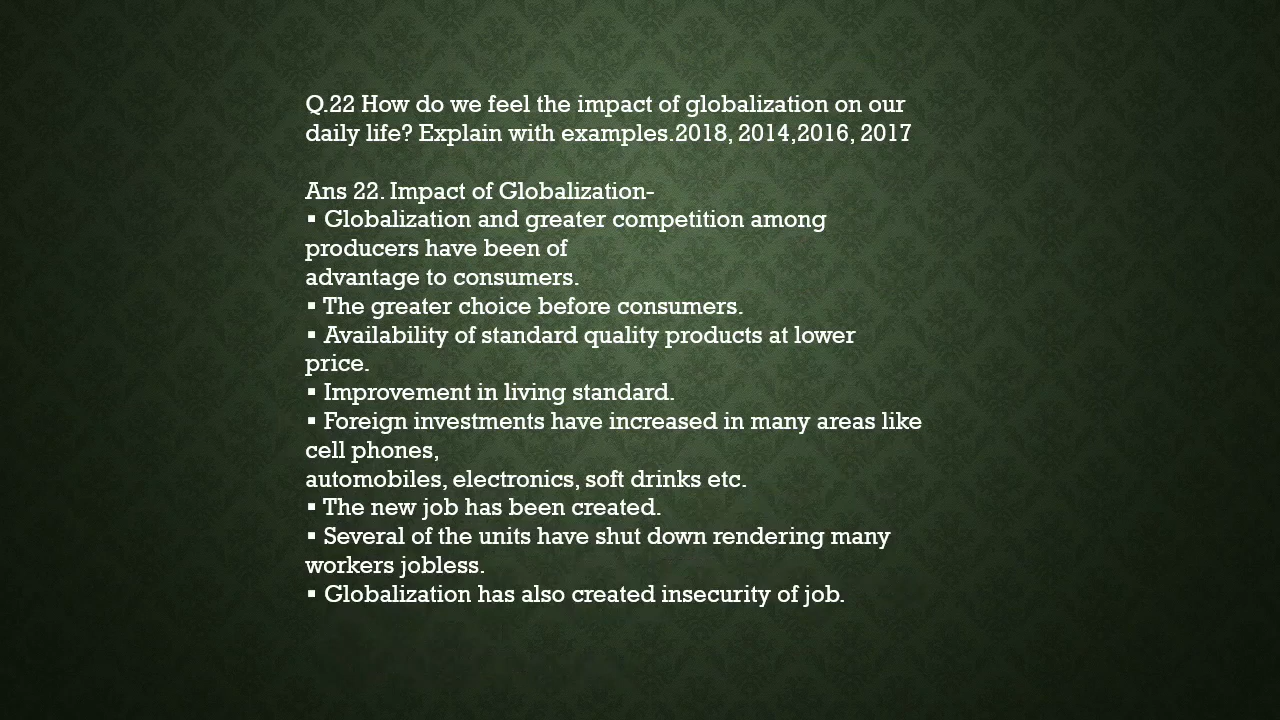 Q.22 How do we feel the impact of globalization on our
daily life? Explain with examples.2018, 2014,2016, 2017
Ans 22. Impact of Globalization-
▪ Globalization and greater competition among
producers have been of
advantage to consumers.
▪ The greater choice before consumers.
▪ Availability of standard quality products at lower
price.
▪ Improvement in living standard.
▪ Foreign investments have increased in many areas like
cell phones,
automobiles, electronics, soft drinks etc.
▪ The new job has been created.
▪ Several of the units have shut down rendering many
workers jobless.
▪ Globalization has also created insecurity of job.